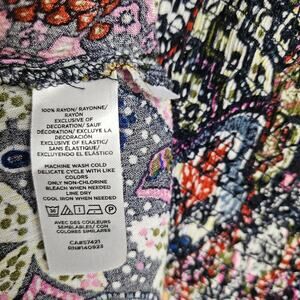 100% RAYON/ RAYONNE/
RAYON
EXCLUSIVE OF
DECORATION/ SAUF
DÉCORATION/ EXCLUYE LA
DECORACIÓN
EXCLUSIVE OF ELASTIC/
SANS ÉLASTIQUE/
EXCLUYENDO EL ELÁSTICO
MACHINE WASH COLD
DELICATE CYCLE WITH LIKE
COLORS
ONLY NON-CHLORINE
BLEACH WHEN NEEDED
LINE DRY
COOL IRON WHEN NEEDED
30
AVEC DES COULEURS
SEMBLABLES/ CON
COLORES SIMILARES
CA#57421
RN#140923